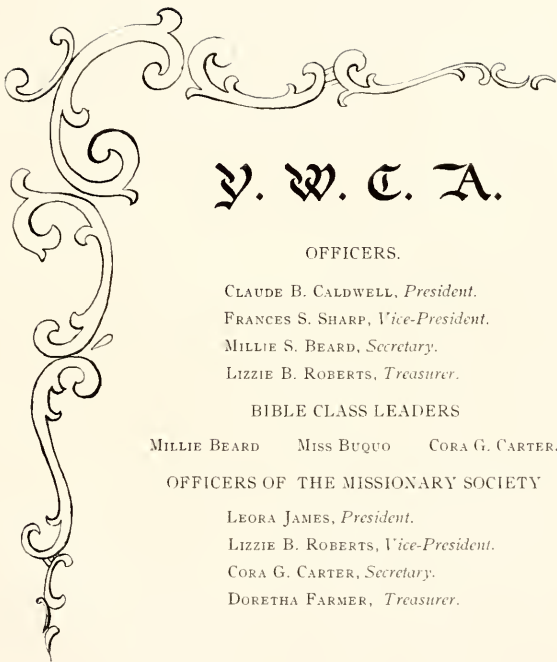 Y. W. C. A.
OFFICERS.
CLAUDE B. CALDWELL, President.
FRANCES S. SHARP, Vice-President.
MILLIE S. BEARD, Secretary.
LIZZIE B. ROBERTS, Treasurer.
BIBLE CLASS LEADERS
MILLIE BEARD MISS BUQUO CORA G. CARTER.
OFFICERS OF THE MISSIONARY SOCIETY
LEORA JAMES, President.
LIZZIE B. ROBERTS, Vice-President.
CORA G. CARTER, Secretary.
DORETHA FARMER, Treasurer.